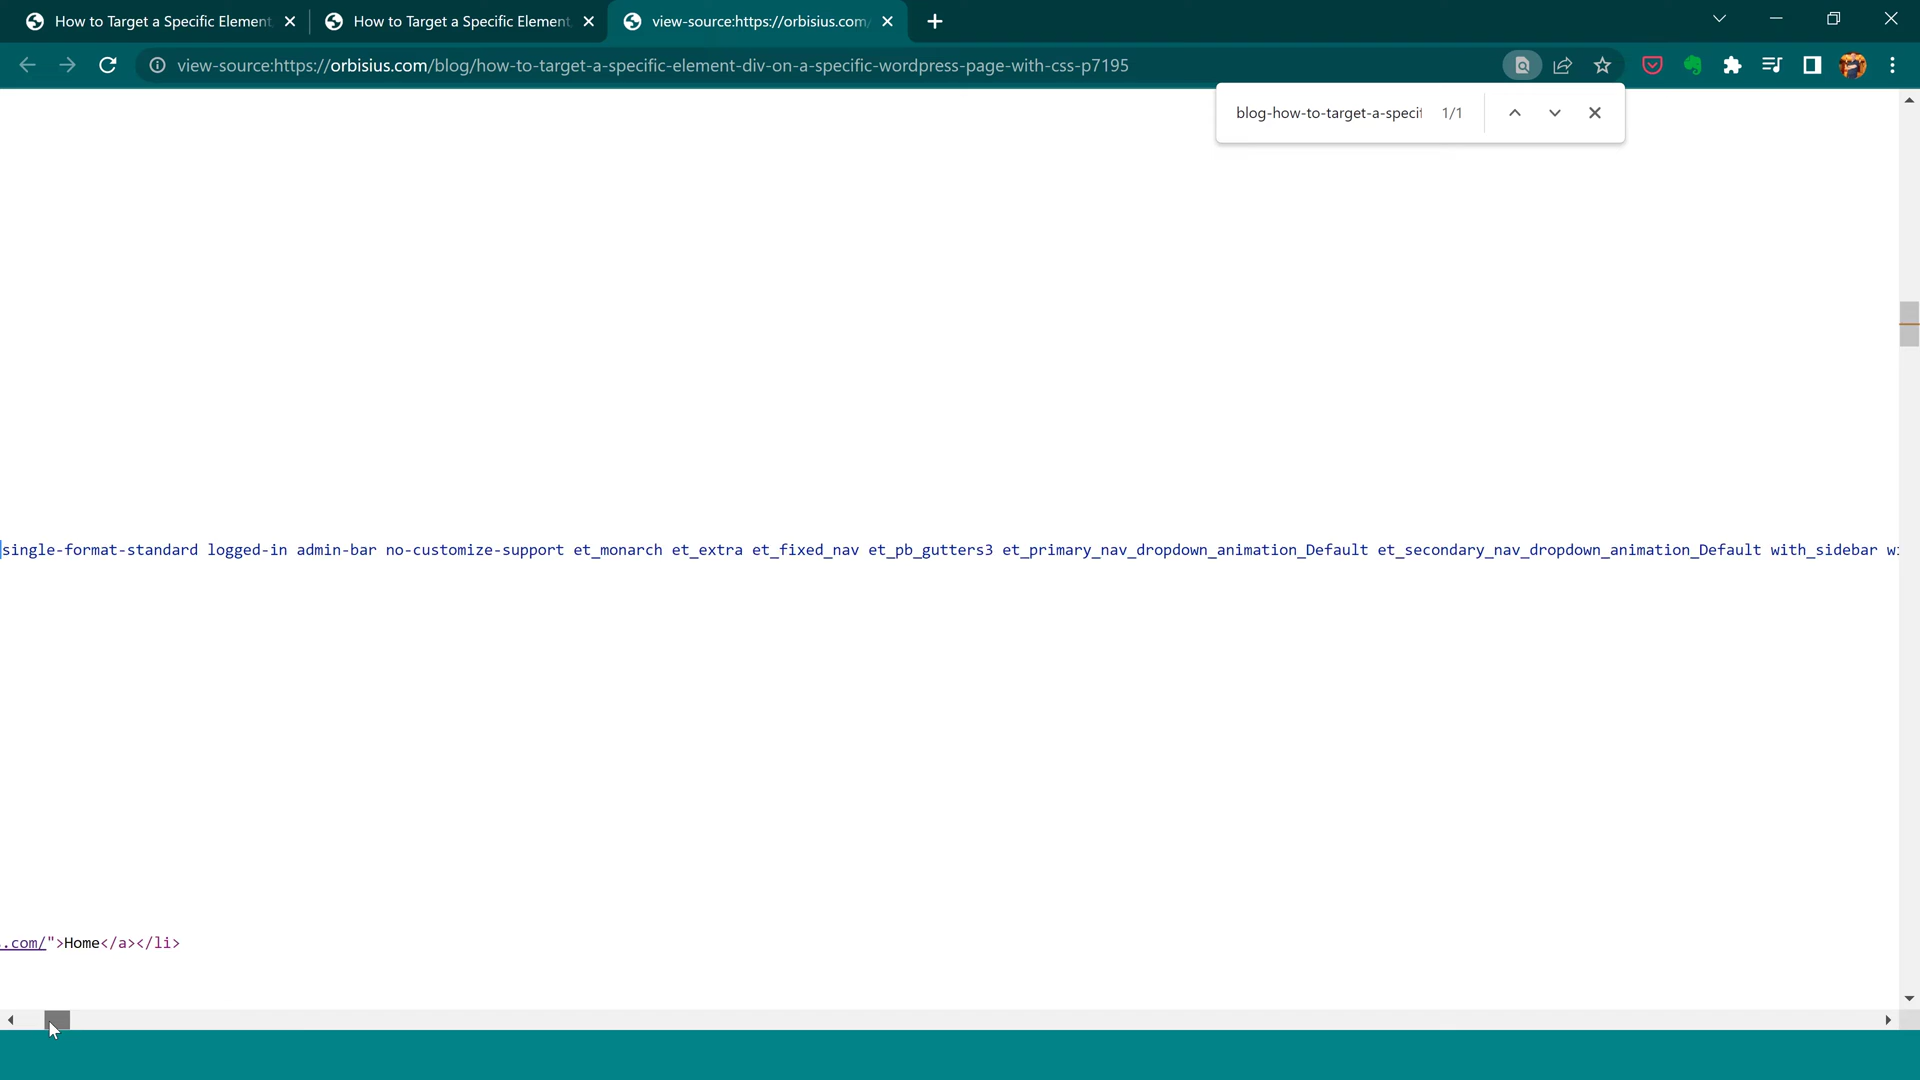 How to Target a Specific Element
How to Target a Specific Element
view-source:https://orbisius.com/
view-source:https://orbisius.com/blog/how-to-target-a-specific-element-div-on-a-specific-wordpress-page-with-css-p7195
blog-how-to-target-a-specif 1/1
single-format-standard logged-in admin-bar no-customize-support et_monarch et_extra et_fixed_nav et_pb_gutters3 et_primary_nav_dropdown_animation_Default et_secondary_nav_dropdown_animation_Default with_sidebar wi
s.com/">Home</a></li>